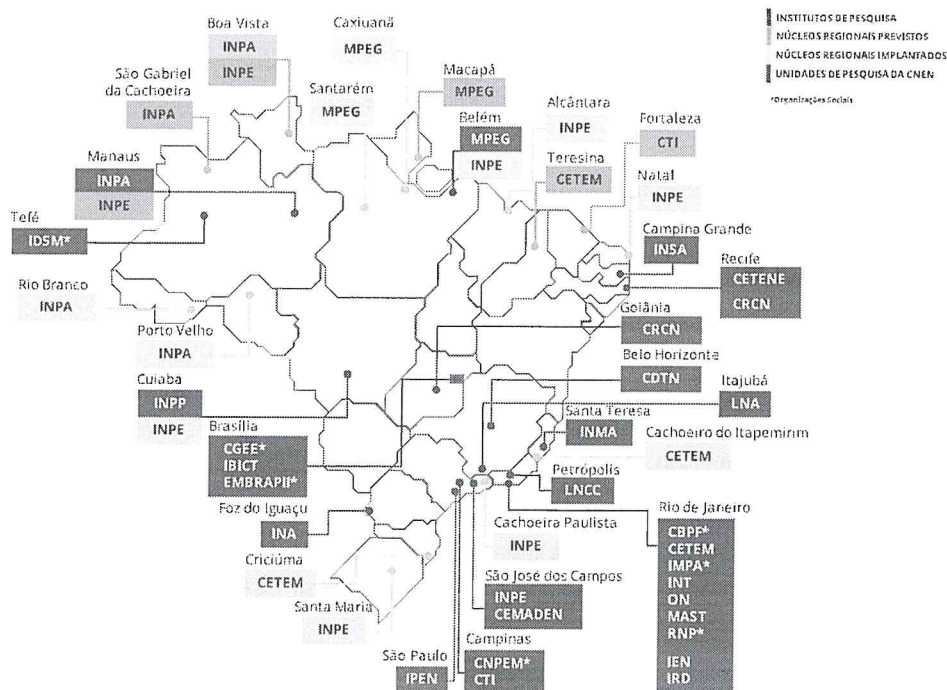 INSTITUTOS DE PESQUISA
NÚCLEOS REGIONAIS PREVISTOS
NÚCLEOS REGIONAIS IMPLANTADOS
UNIDADES DE PESQUISA DA CNEN
*Organizações Sociais
Boa Vista
INPA
INPE
Caxiuanã
MPEG
São Gabriel
da Cachoeira
INPA
Santarém
MPEG
Macapá
MPEG
Belém
MPEG
INPE
Alcântara
INPE
Fortaleza
CTI
Manaus
INPA
INPE
Teresina
CETEM
Natal
INPE
Tefé
IDSM*
Campina Grande
INSA
Recife
CETENE
CRCN
Rio Branco
INPA
Porto Velho
INPA
Goiânia
CRCN
Belo Horizonte
CDTN
Itajubá
LNA
Cuiaba
INPP
INPE
Brasília
CGEE*
IBICT
EMBRAPII*
Santa Teresa
INMA
Cachoeiro do Itapemirim
CETEM
Petrópolis
LNCC
Foz do Iguaçu
INA
Cachoeira Paulista
INPE
Rio de Janeiro
CBPF*
CETEM
IMPA*
INT
ON
MAST
RNP*
IEN
IRD
Criciúma
CETEM
Santa Maria
INPE
São José dos Campos
INPE
CEMADEN
São Paulo
IPEN
Campinas
CNPEM*
CTI